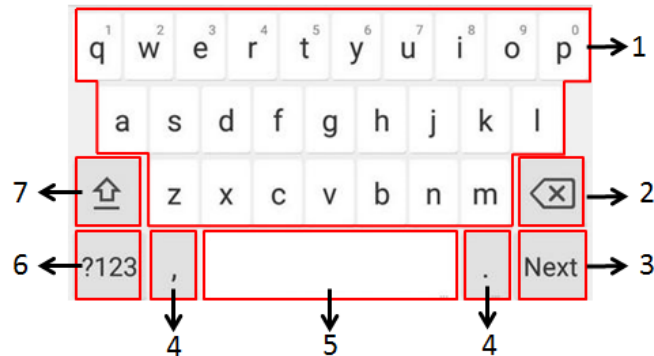 q 1 w 2 e 3 r 4 t 5 y 6 u 7 i 8 o 9 p 0 1
a s d f g h j k l
7 z x c v b n m 2
6 ?123 , . Next 3
4 5 4